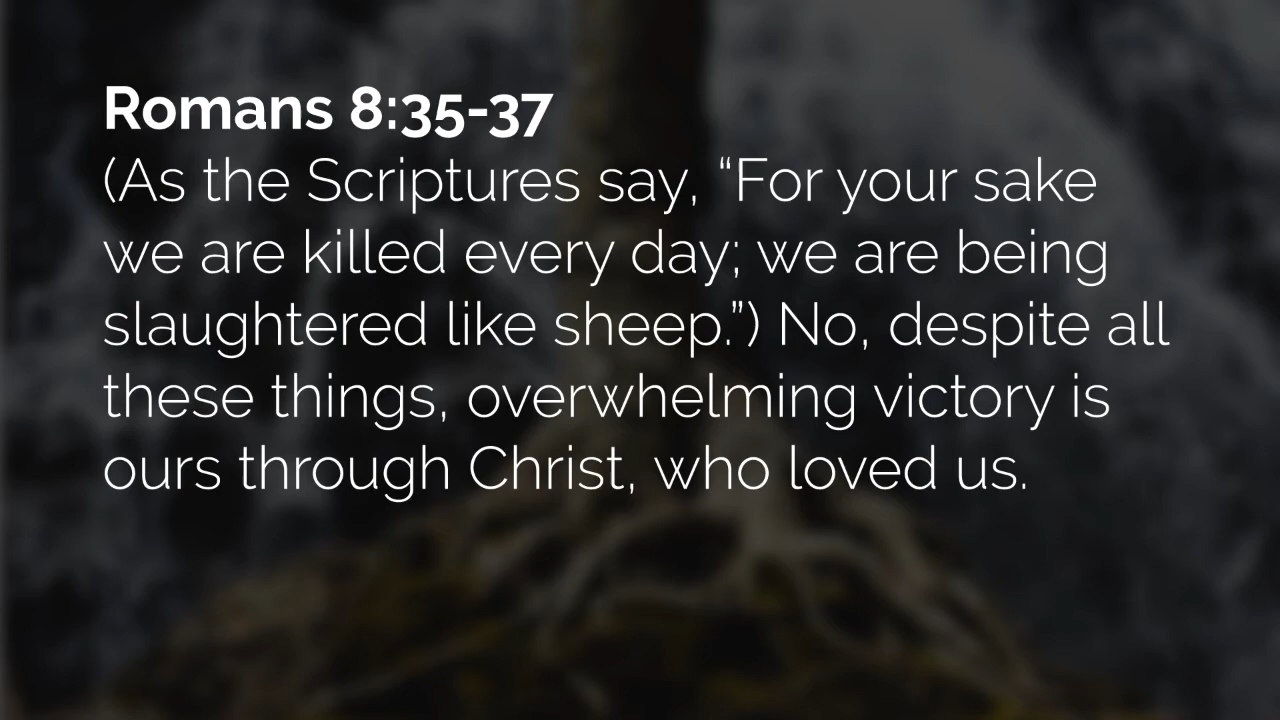 Romans 8:35-37
(As the Scriptures say, “For your sake
we are killed every day; we are being
slaughtered like sheep.”) No, despite all
these things, overwhelming victory is
ours through Christ, who loved us.